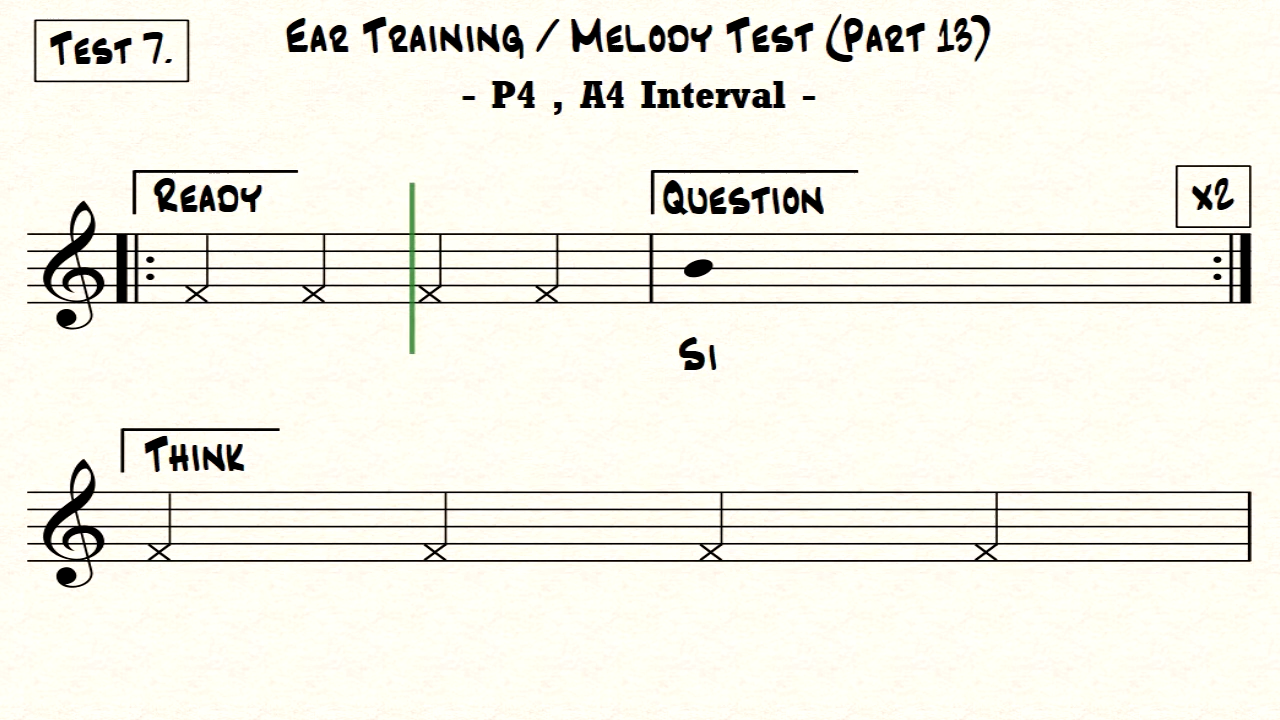 Test 7.
Ear Training / Melody Test (Part 13)
- P4 , A4 Interval -
Ready
Question
x2
Si
Think